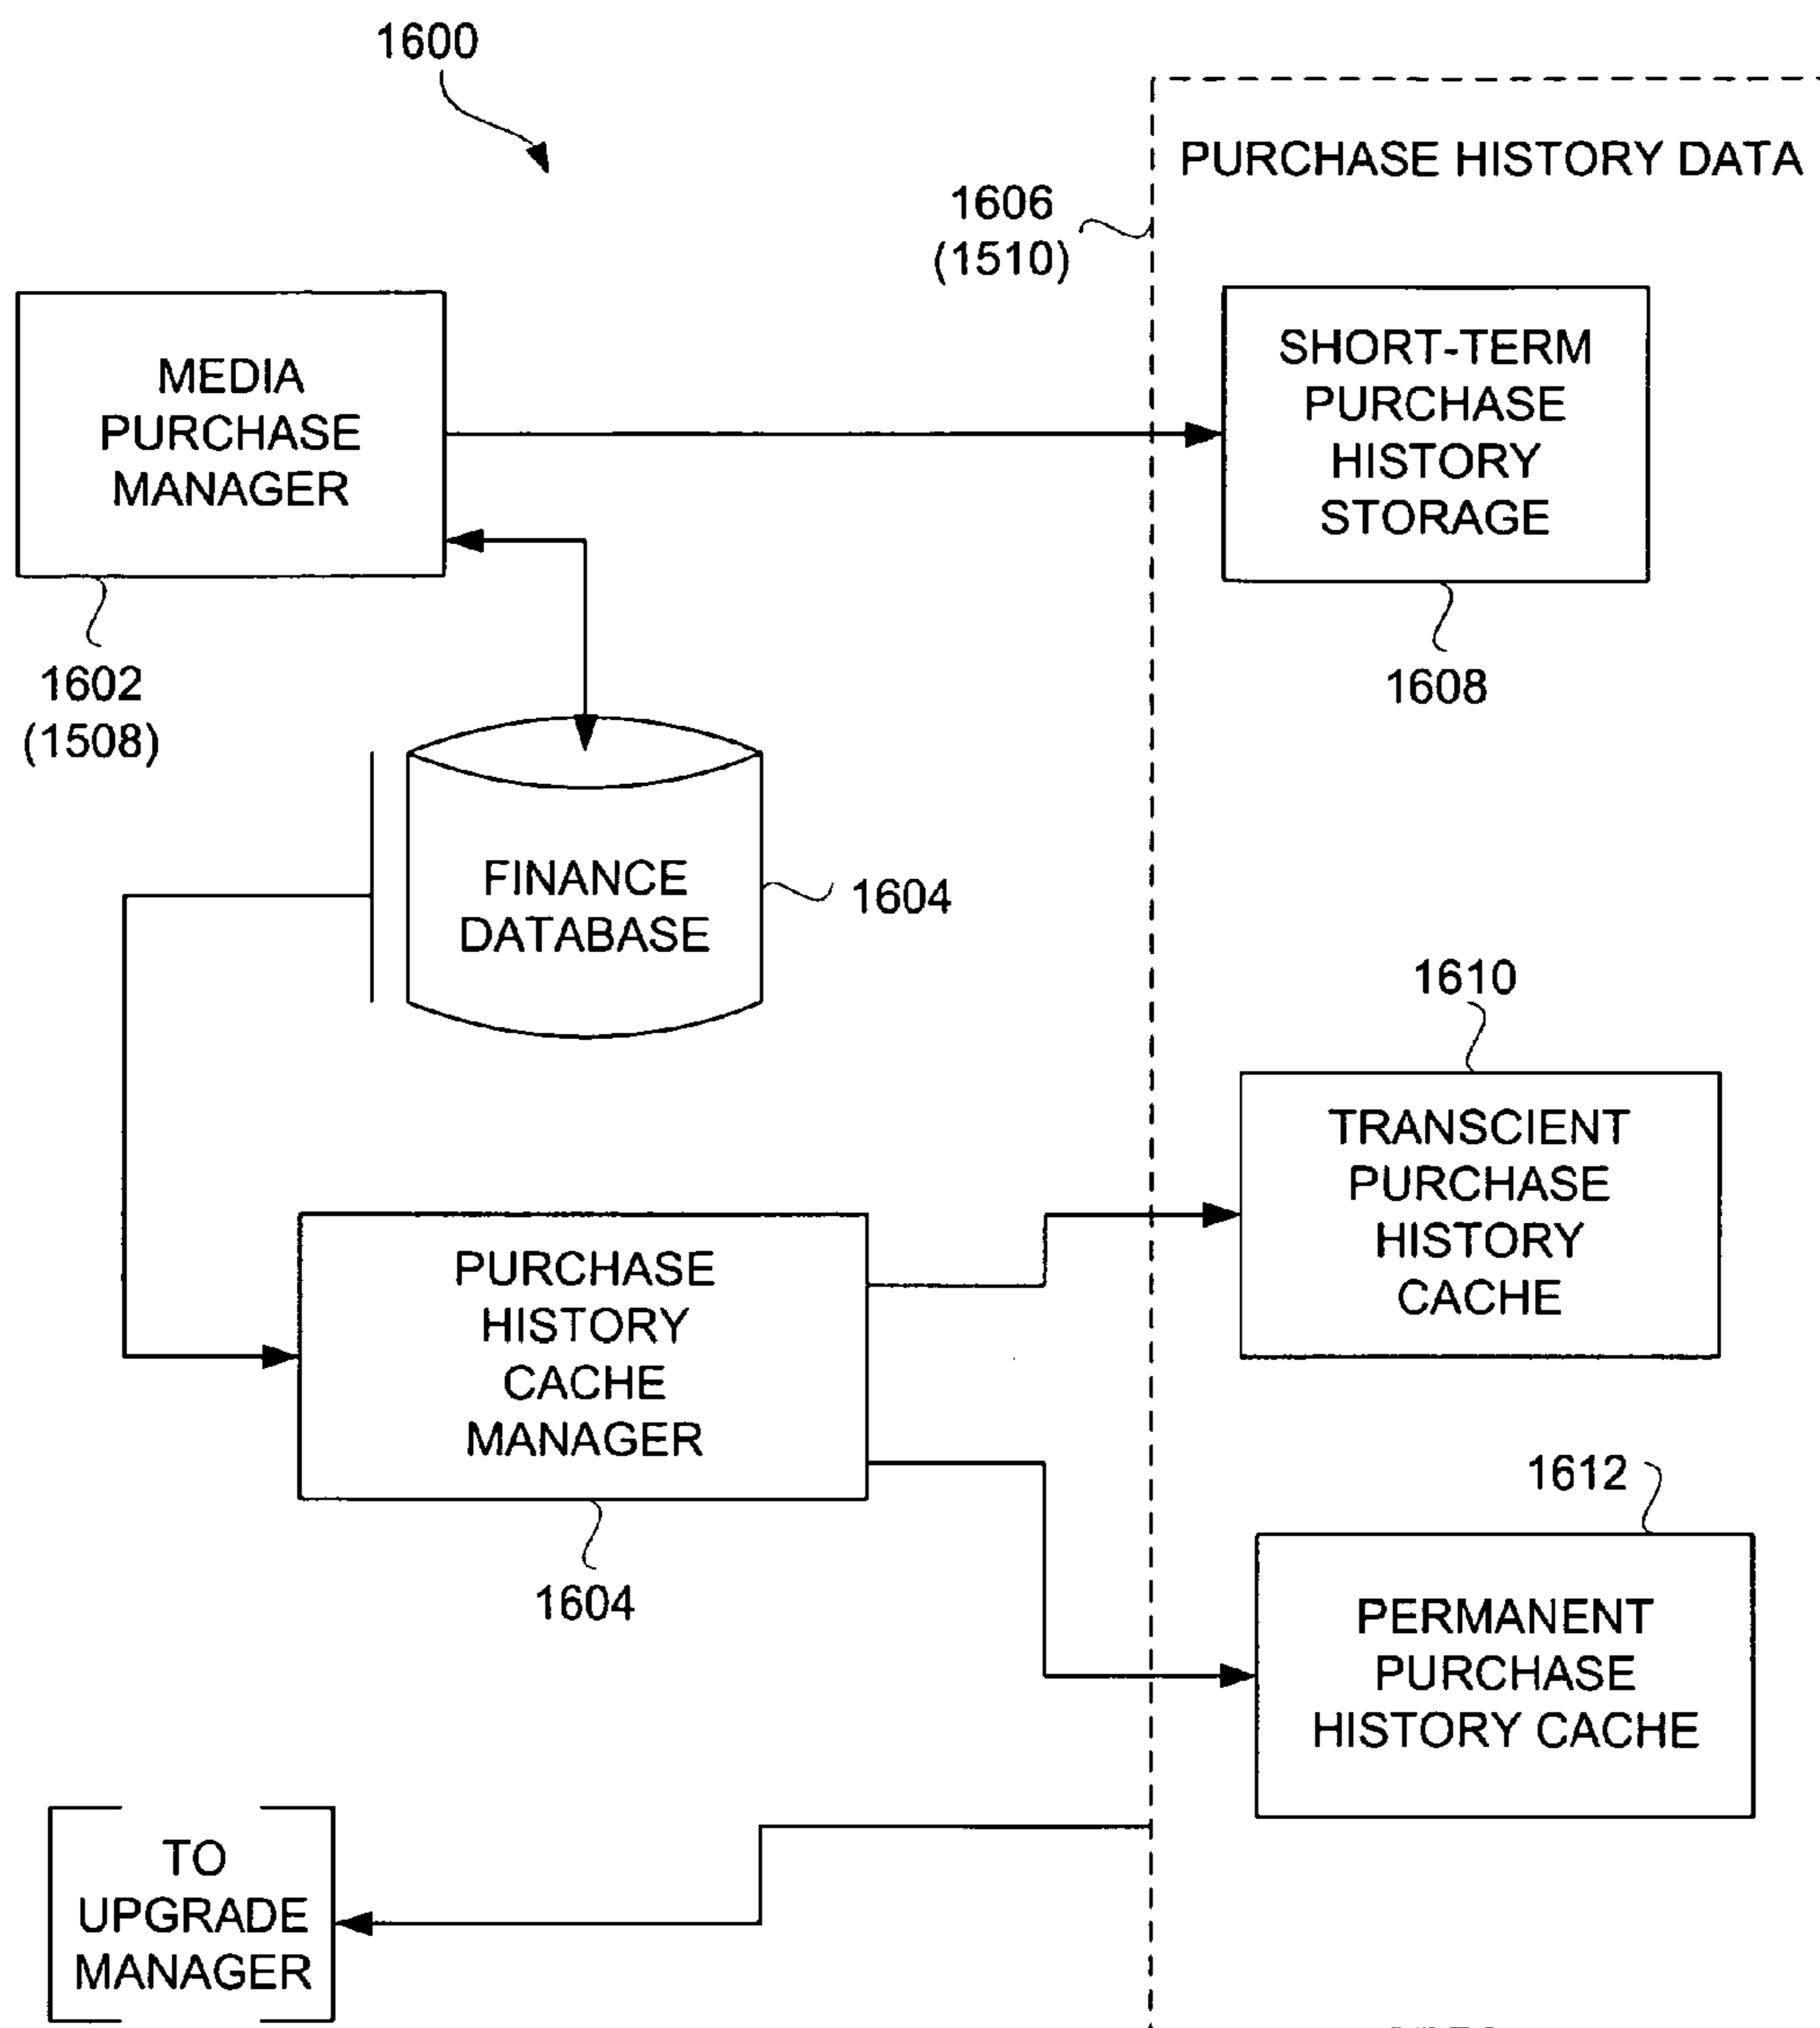 1600
PURCHASE HISTORY DATA
1606
(1510)
MEDIA
PURCHASE
MANAGER
SHORT-TERM
PURCHASE
HISTORY
STORAGE
1602
(1508)
1608
FINANCE
DATABASE
1604
1610
TRANSCIENT
PURCHASE
HISTORY
CACHE
PURCHASE
HISTORY
CACHE
MANAGER
1604
1612
PERMANENT
PURCHASE
HISTORY CACHE
TO
UPGRADE
MANAGER